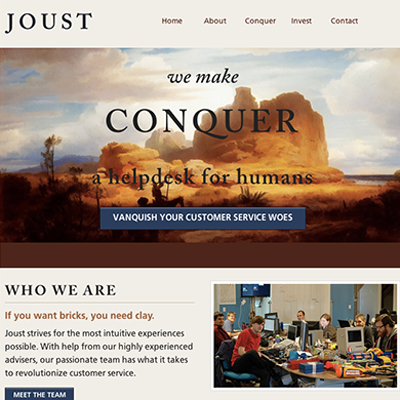 JOUST
Home About Conquer Invest Contact
we make
CONQUER
a helpdesk for humans
VANQUISH YOUR CUSTOMER SERVICE WOES
WHO WE ARE
If you want bricks, you need clay.
Joust strives for the most intuitive experiences
possible. With help from our highly experienced
advisers, our passionate team has what it takes
to revolutionize customer service.
MEET THE TEAM